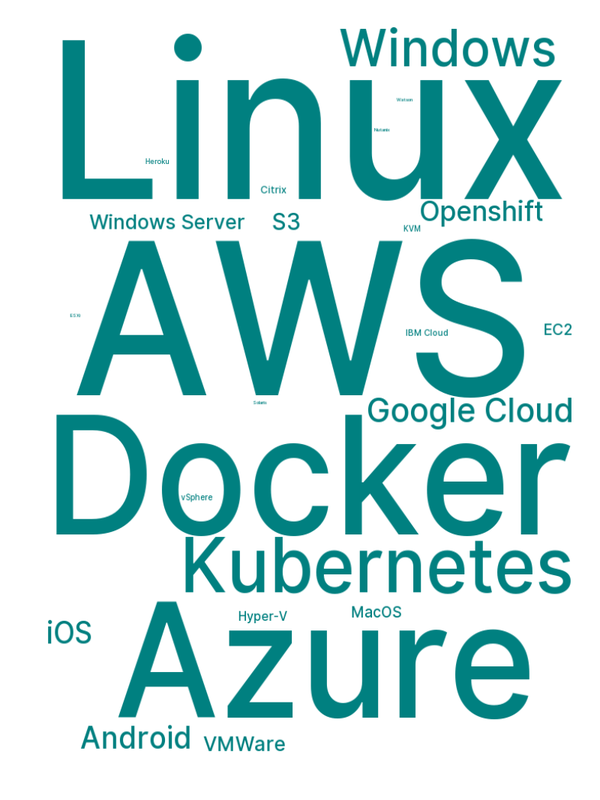 Windows
Linux
Watson
Heroku
Citrix
Openshift
Windows Server
S3
KVM
AWS
EC2
IBM Cloud
Google Cloud
Docker
vSphere
Kubernetes
Azure
Hyper-V
MacOS
iOS
Android
VMWare